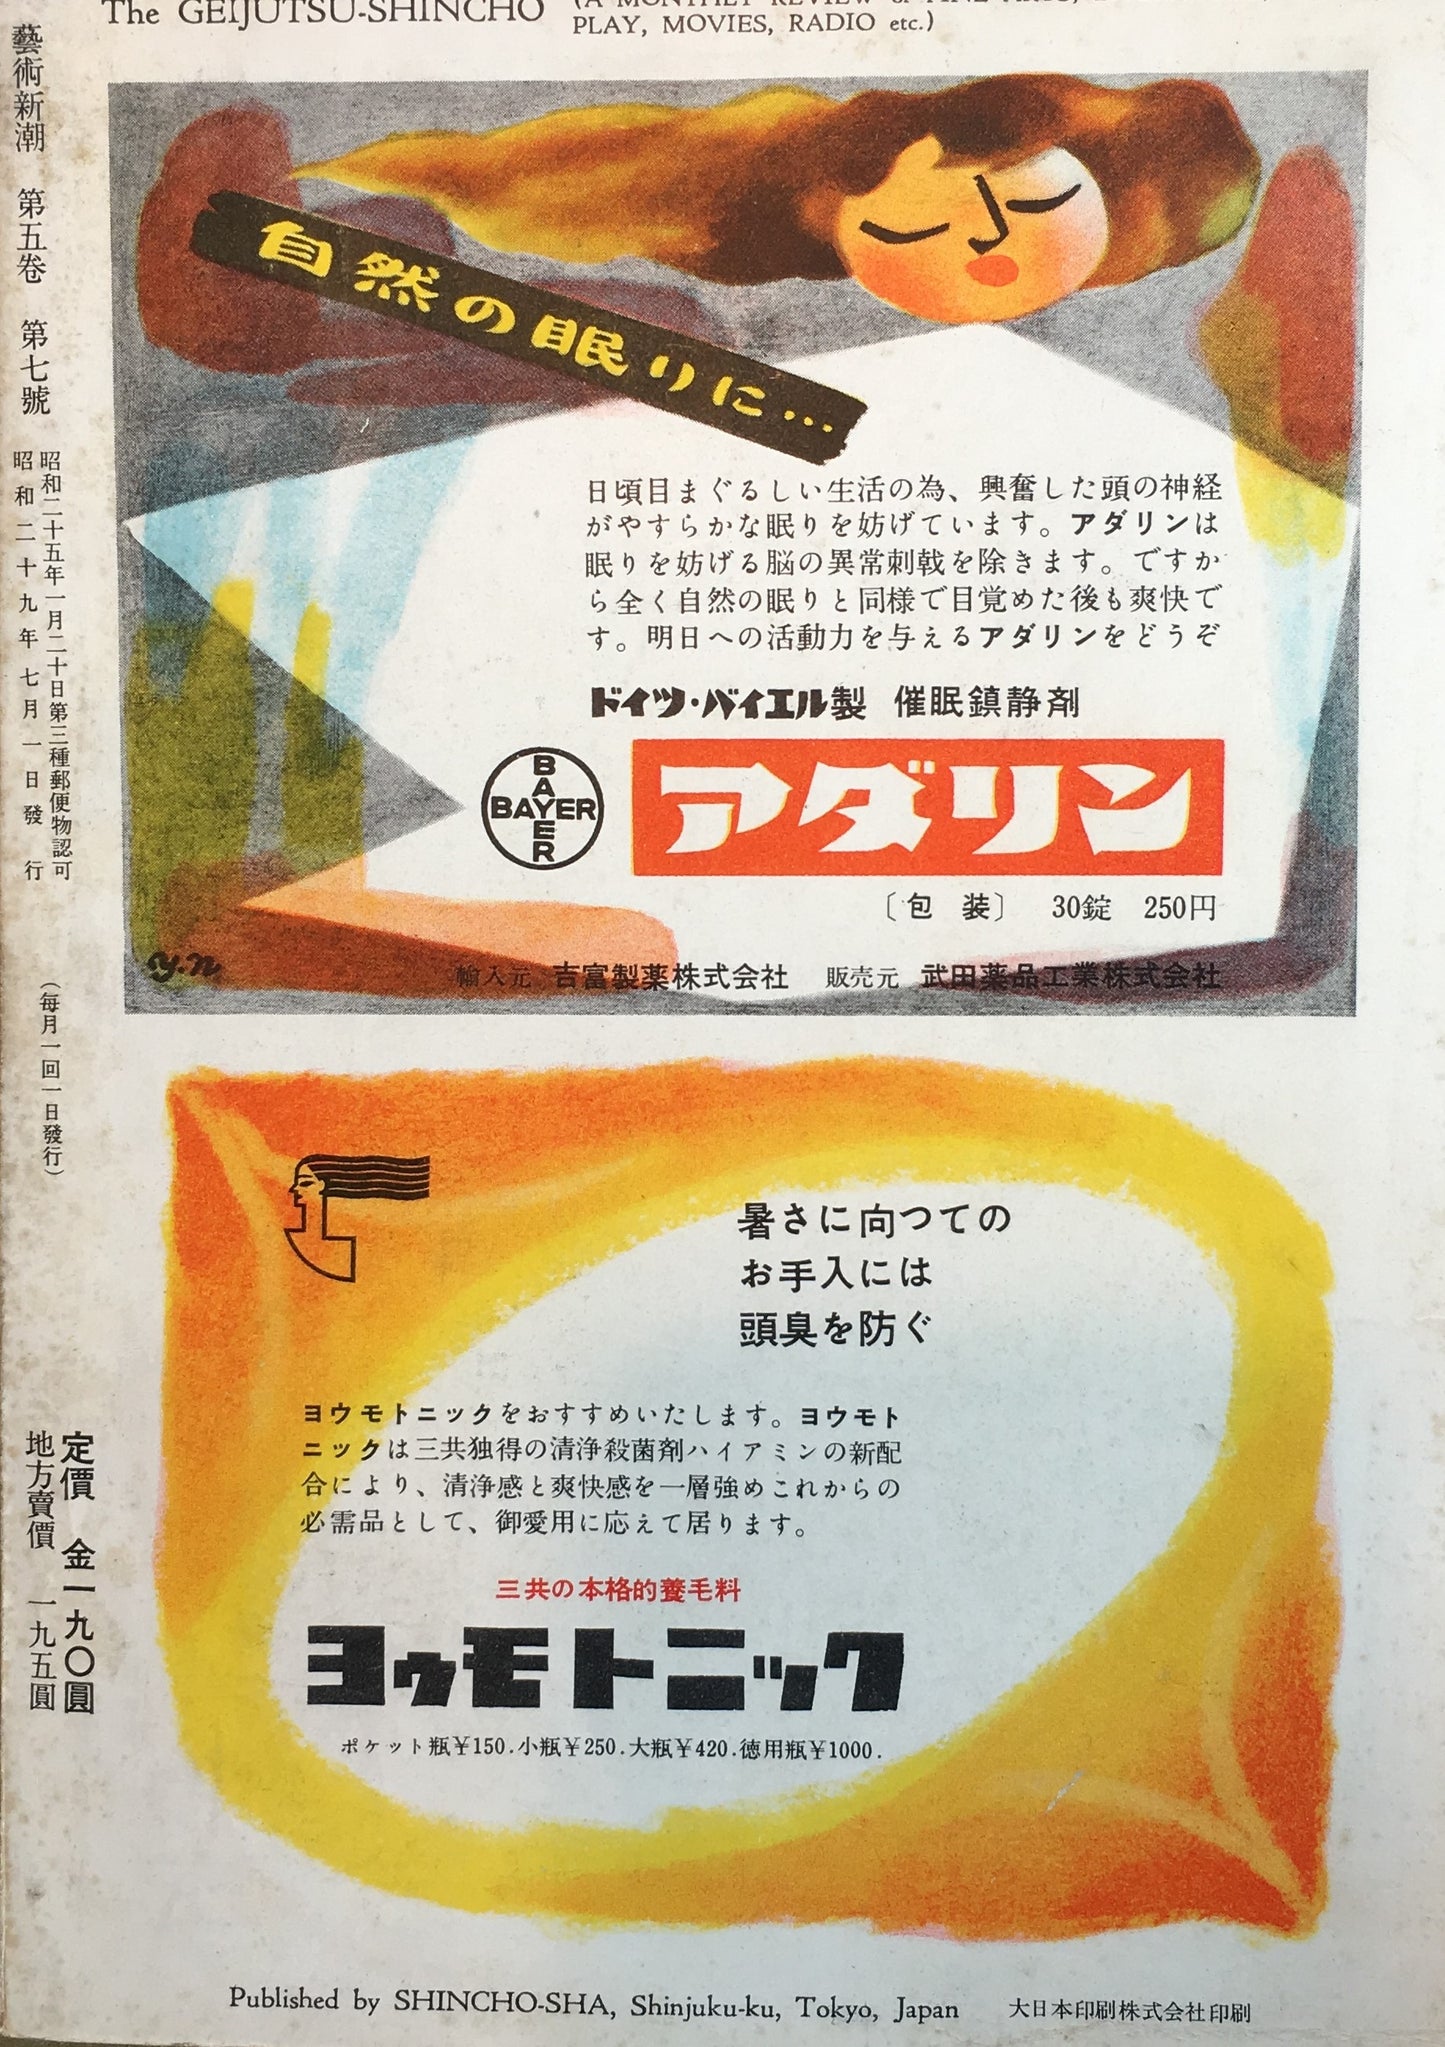 The GEIJUTSU-SHINCHO
PLAY, MOVIES, RADIO etc.)
藝術新潮　第五巻　第七號
昭和二十五年一月二十日第三種郵便物認可
昭和二十九年七月一日發行
(毎月一回一日發行)
定價　金一九〇圓
地方賣價　一九五圓
自然の眠りに…
日頃目まぐるしい生活の為、興奮した頭の神経
がやすらかな眠りを妨げています。アダリンは
眠りを妨げる脳の異常刺戟を除きます。ですか
ら全く自然の眠りと同様で目覚めた後も爽快で
す。明日への活動力を与えるアダリンをどうぞ
ドイツ・バイエル製 催眠鎮静剤
BAYER
BAYER
アダリン
〔包 装〕 30錠 250円
y.n
輸入元 吉富製薬株式会社 販売元 武田薬品工業株式会社
暑さに向つての
お手入には
頭臭を防ぐ
ヨウモトニックをおすすめいたします。ヨウモト
ニックは三共独得の清浄殺菌剤ハイアミンの新配
合により、清浄感と爽快感を一層強めこれからの
必需品として、御愛用に応えて居ります。
三共の本格的養毛料
ヨゥモトニック
ポケット瓶¥150.小瓶¥250.大瓶¥420.徳用瓶¥1000.
Published by SHINCHO-SHA, Shinjuku-ku, Tokyo, Japan 大日本印刷株式会社印刷